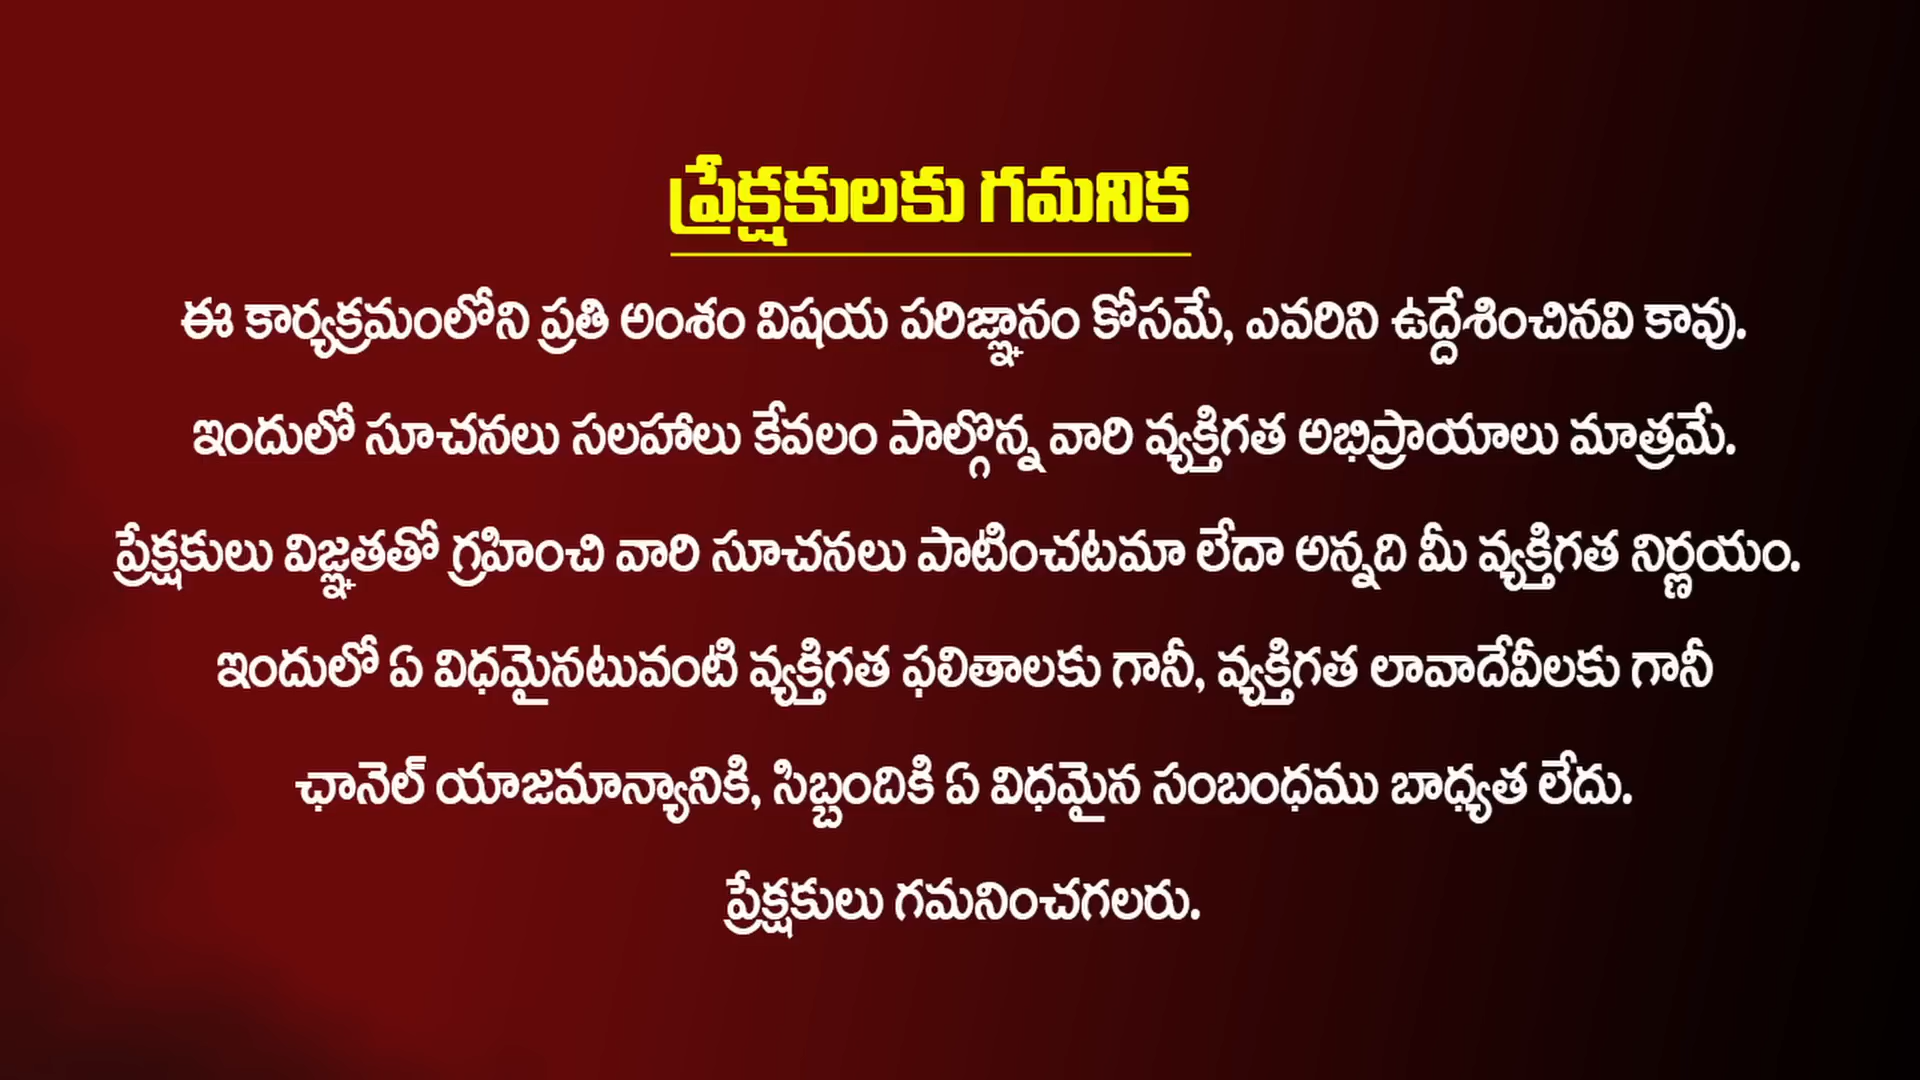 ప్రేక్షకులకు గమనిక
ఈ కార్యక్రమంలోని ప్రతి అంశం విషయ పరిజ్ఞానం కోసమే, ఎవరిని ఉద్దేశించినవి కావు.
ఇందులో సూచనలు సలహాలు కేవలం పాల్గొన్న వారి వ్యక్తిగత అభిప్రాయాలు మాత్రమే.
ప్రేక్షకులు విజ్ఞతతో గ్రహించి వారి సూచనలు పాటించటమా లేదా అన్నది మీ వ్యక్తిగత నిర్ణయం.
ఇందులో ఏ విధమైనటువంటి వ్యక్తిగత ఫలితాలకు గానీ, వ్యక్తిగత లావాదేవీలకు గానీ
ఛానెల్ యాజమాన్యానికి, సిబ్బందికి ఏ విధమైన సంబంధము బాధ్యత లేదు.
ప్రేక్షకులు గమనించగలరు.